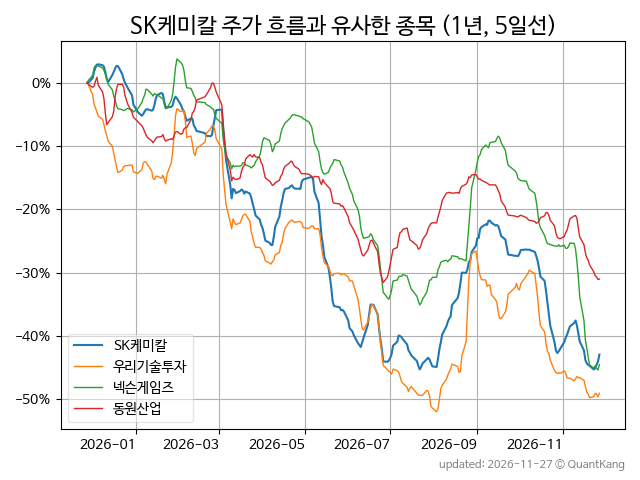 SK케미칼 주가 흐름과 유사한 종목 (1년, 5일선)
0%
−10%
−20%
−30%
−40%
−50%
SK케미칼
우리기술투자
넥슨게임즈
동원산업
2026-01
2026-03
2026-05
2026-07
2026-09
2026-11
updated: 2026-11-27 © QuantKang